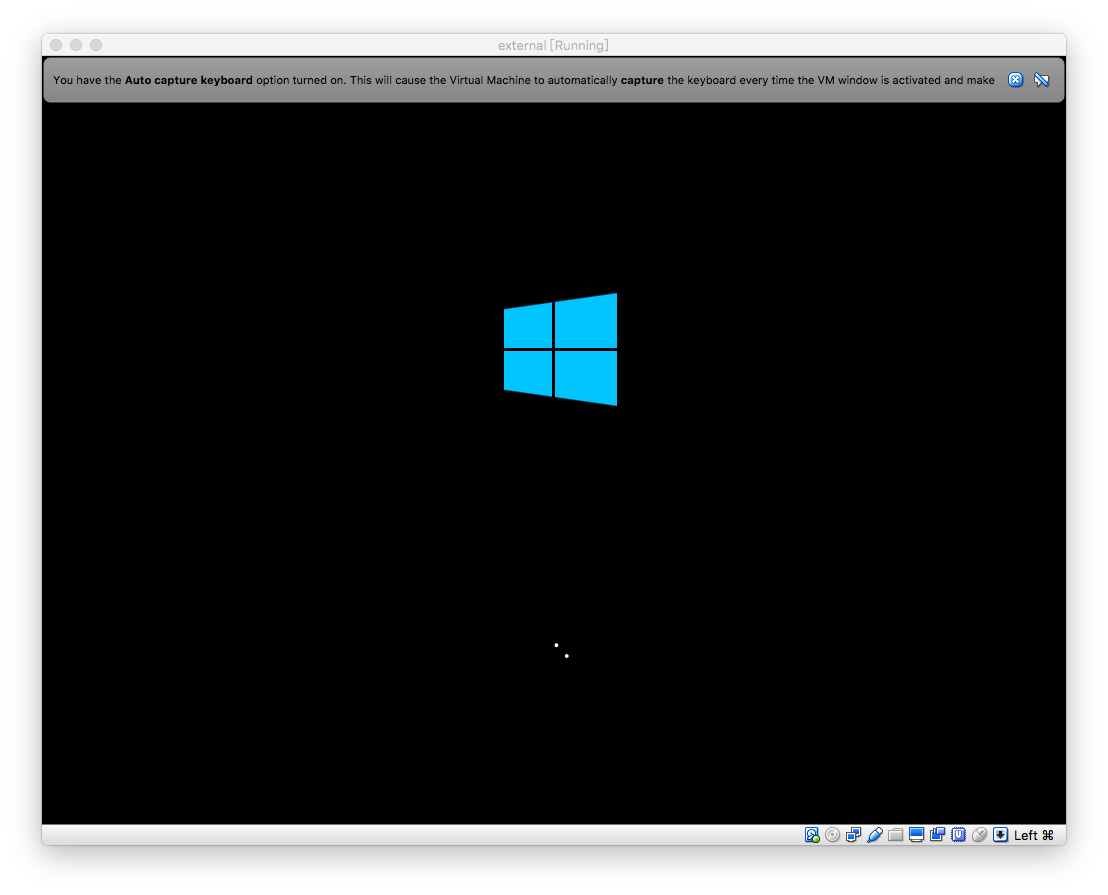 external [Running]
You have the Auto capture keyboard option turned on. This will cause the Virtual Machine to automatically capture the keyboard every time the VM window is activated and make
Left ⌘